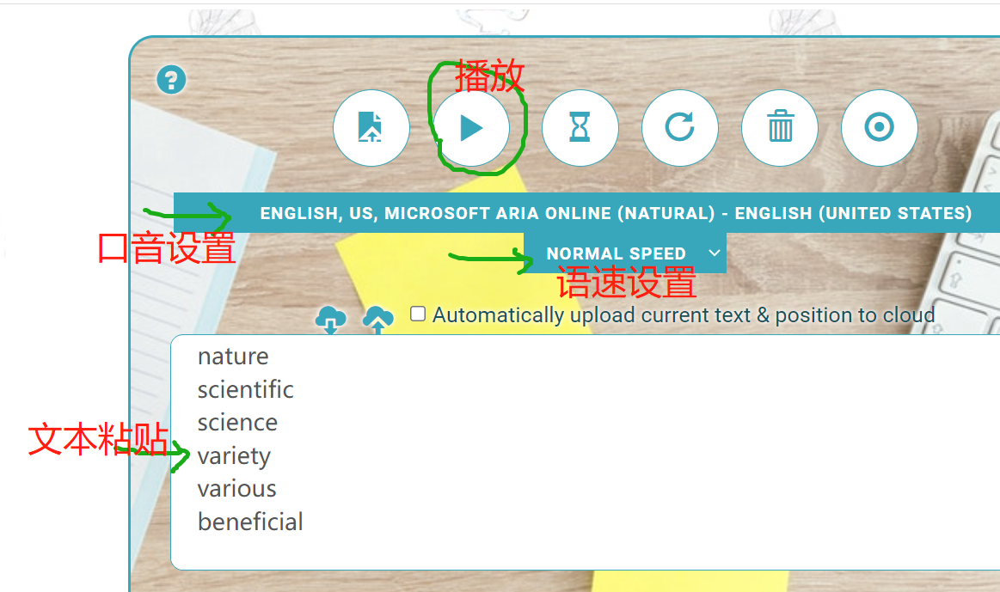 ?
播放
ENGLISH, US, MICROSOFT ARIA ONLINE (NATURAL) - ENGLISH (UNITED STATES)
口音设置
NORMAL SPEED
语速设置
Automatically upload current text & position to cloud
nature
scientific
science
文本粘贴
variety
various
beneficial